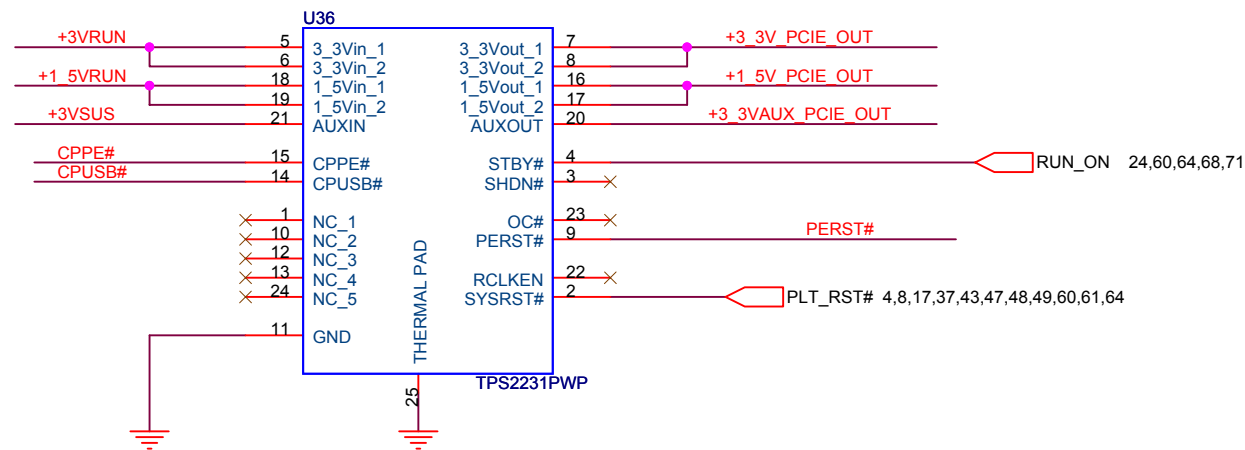 U36
+3VRUN 5 3_3Vin_1 3_3Vout_1 7 +3_3V_PCIE_OUT
6 3_3Vin_2 3_3Vout_2 8
+1_5VRUN 18 1_5Vin_1 1_5Vout_1 16 +1_5V_PCIE_OUT
19 1_5Vin_2 1_5Vout_2 17
+3VSUS 21 AUXIN AUXOUT 20 +3_3VAUX_PCIE_OUT
CPPE# 15 CPPE# STBY# 4 RUN_ON 24,60,64,68,71
CPUSB# 14 CPUSB# SHDN# 3
1 NC_1 OC# 23
10 NC_2 PERST# 9 PERST#
12 NC_3
13 NC_4 RCLKEN 22
24 NC_5 SYSRST# 2 PLT_RST# 4,8,17,37,43,47,48,49,60,61,64
11 GND
THERMAL PAD
TPS2231PWP
25